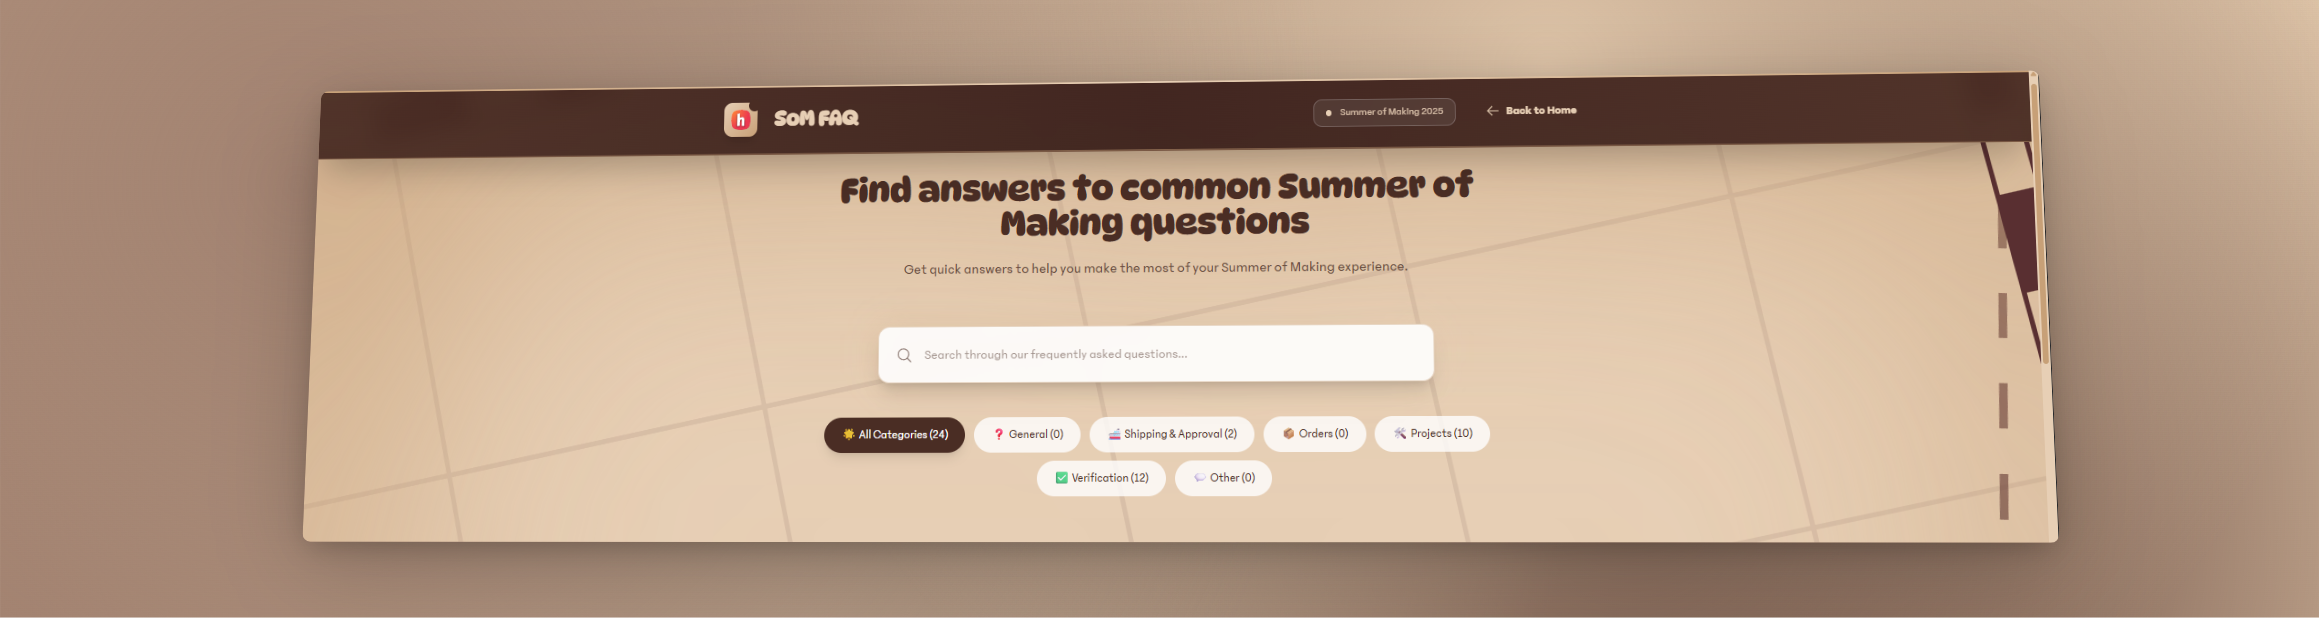 h SoM FAQ
Summer of Making 2025
← Back to Home
Find answers to common Summer of
Making questions
Get quick answers to help you make the most of your Summer of Making experience.
Search through our frequently asked questions...
🌟 All Categories (24)
❓ General (0)
🚢 Shipping & Approval (2)
📦 Orders (0)
🛠️ Projects (10)
✅ Verification (12)
💭 Other (0)